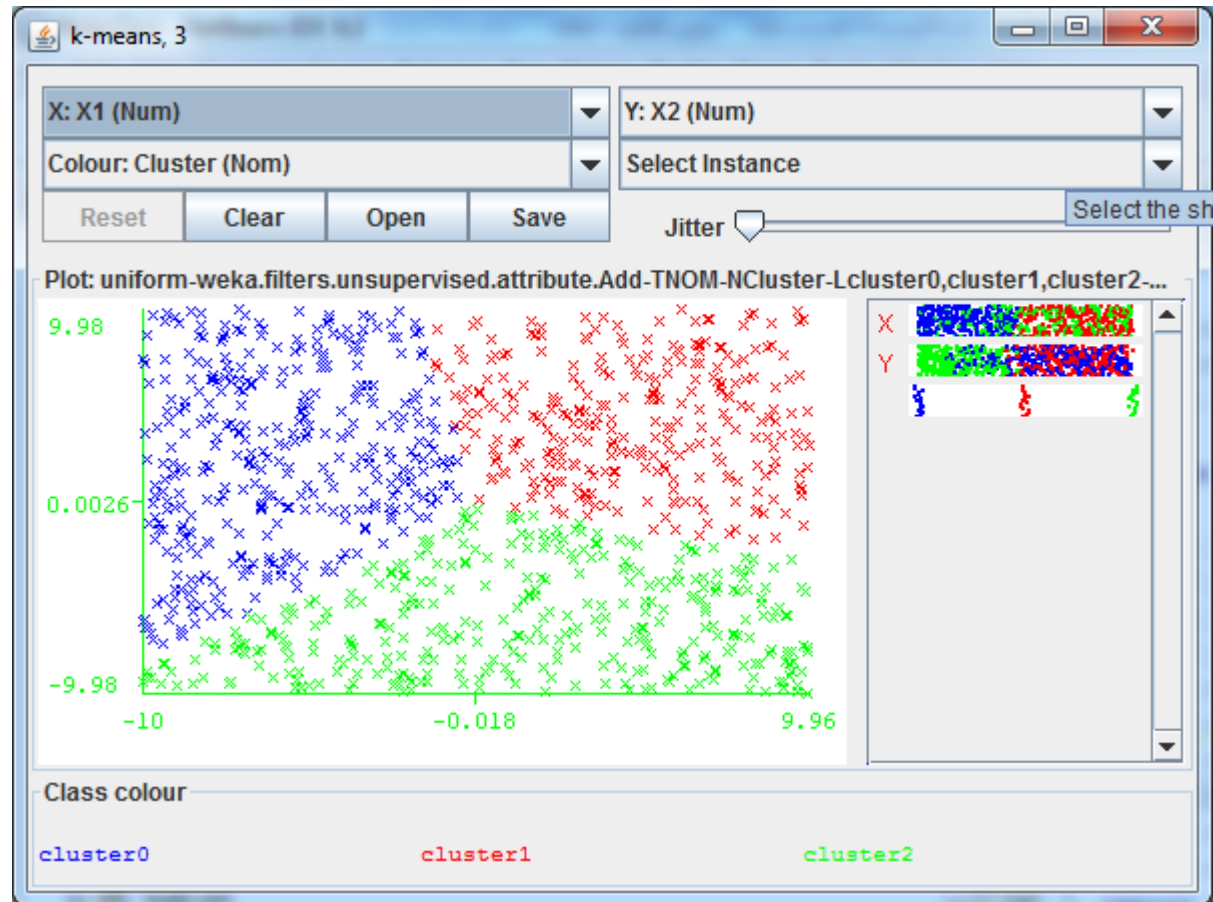 k-means, 3
X: X1 (Num)
Y: X2 (Num)
Colour: Cluster (Nom)
Select Instance
Reset
Clear
Open
Save
Jitter
Select the sh
Plot: uniform-weka.filters.unsupervised.attribute.Add-TNOM-NCluster-Lcluster0,cluster1,cluster2-...
9.98
0.0026
-9.98
-10
-0.018
9.96
X
Y
Class colour
cluster0
cluster1
cluster2